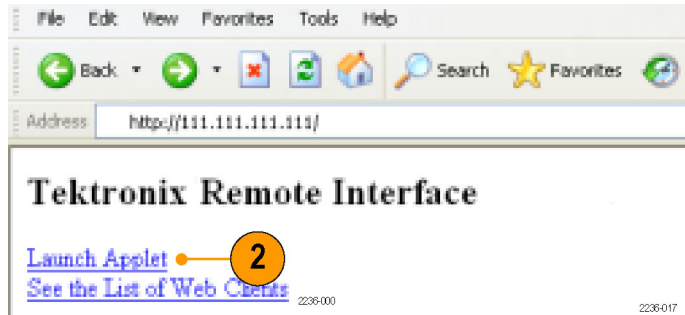 File Edit View Favorites Tools Help
Back Search Favorites
Address http://111.111.111.111/
Tektronix Remote Interface
Launch Applet 2
See the List of Web Clients 2236-000
2236-017